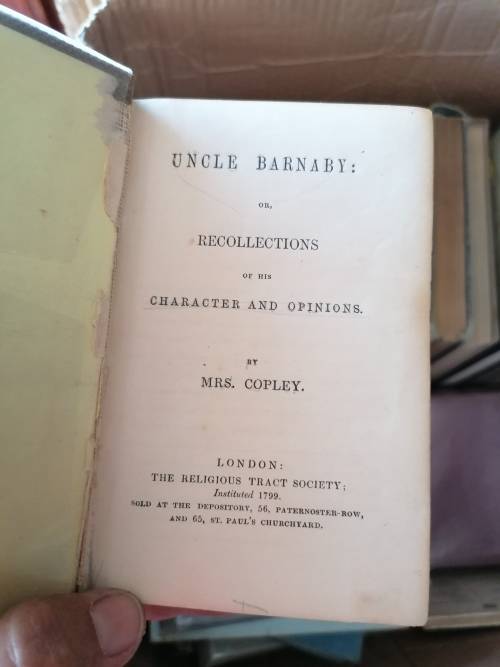 UNCLE BARNABY:
OR,
RECOLLECTIONS
OF HIS
CHARACTER AND OPINIONS.
BY
MRS. COPLEY.
LONDON:
THE RELIGIOUS TRACT SOCIETY;
Instituted 1799.
SOLD AT THE DEPOSITORY, 56, PATERNOSTER-ROW,
AND 65, ST. PAUL'S CHURCHYARD.